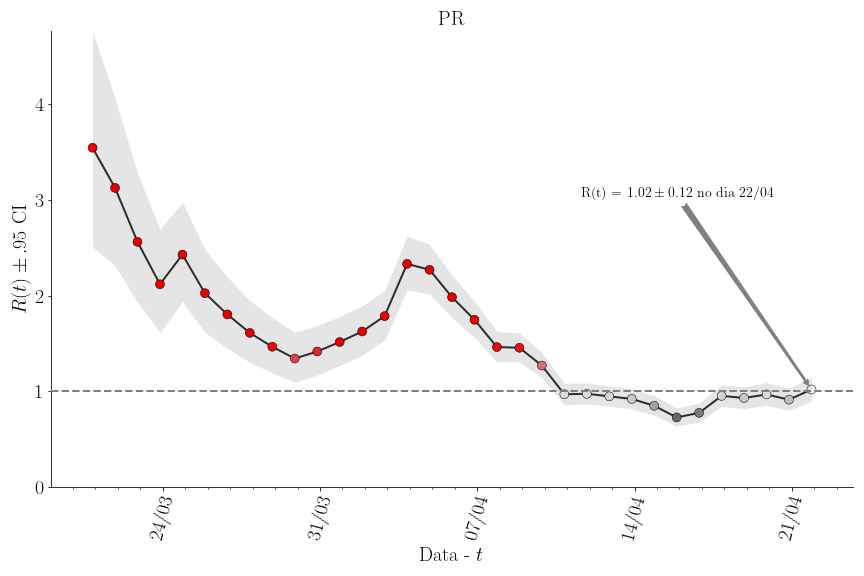 PR
R(t) ± .95 CI
4
3
2
1
0
R(t) = 1.02 ± 0.12 no dia 22/04
24/03
31/03
07/04
14/04
21/04
Data - t